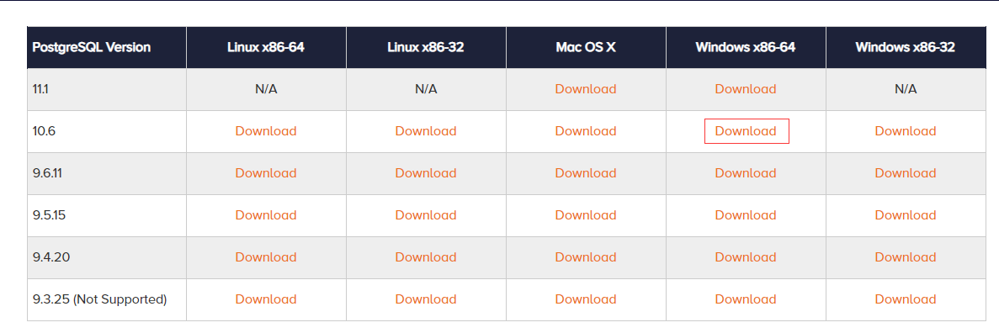 PostgreSQL Version Linux x86-64 Linux x86-32 Mac OS X Windows x86-64 Windows x86-32
11.1 N/A N/A Download Download N/A
10.6 Download Download Download Download Download
9.6.11 Download Download Download Download Download
9.5.15 Download Download Download Download Download
9.4.20 Download Download Download Download Download
9.3.25 (Not Supported) Download Download Download Download Download